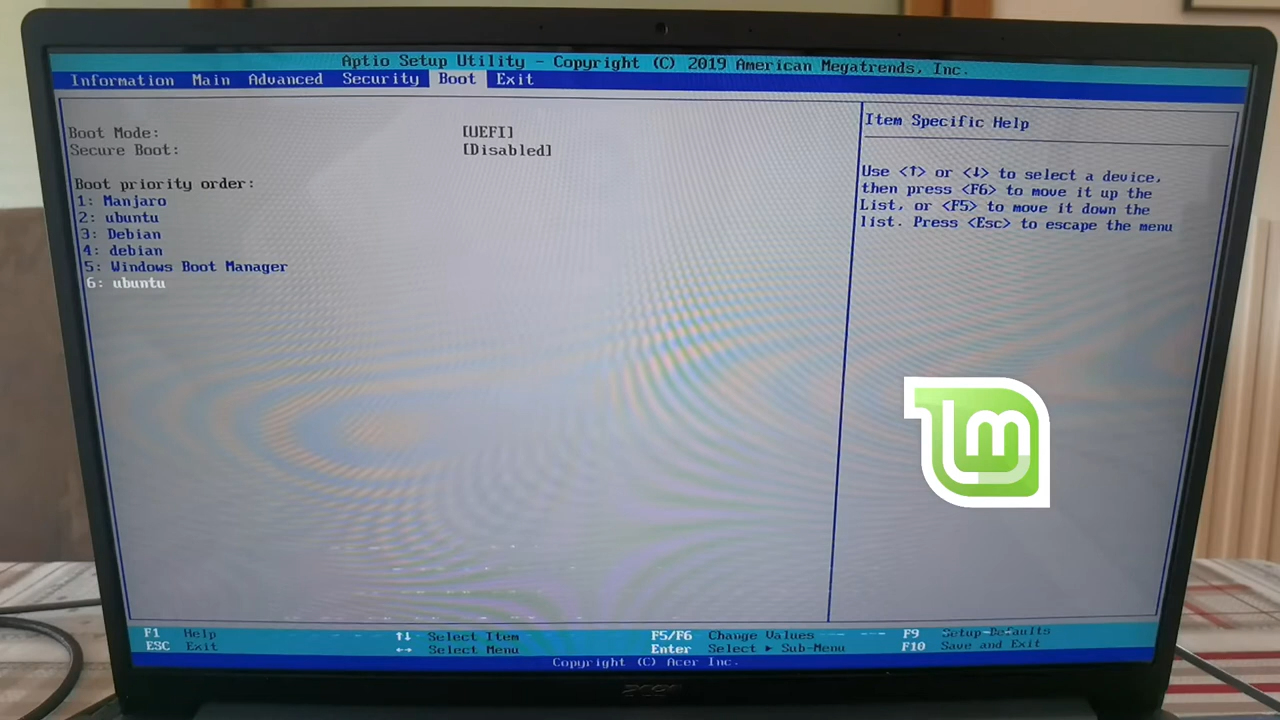 Aptio Setup Utility - Copyright (C) 2019 American Megatrends, Inc.
Information Main Advanced Security Boot Exit
Boot Mode: [UEFI]
Secure Boot: [Disabled]
Boot priority order:
1: Manjaro
2: ubuntu
3: Debian
4: debian
5: Windows Boot Manager
6: ubuntu
Item Specific Help
Use <↑> or <↓> to select a device,
then press <F6> to move it up the
List, or <F5> to move it down the
list. Press <Esc> to escape the menu
lm
F1 Help ↑↓ Select Item F5/F6 Change Values F9 Setup Defaults
ESC Exit ←→ Select Menu Enter Select ▶ Sub-Menu F10 Save and Exit
Copyright (C) Acer Inc.
acer